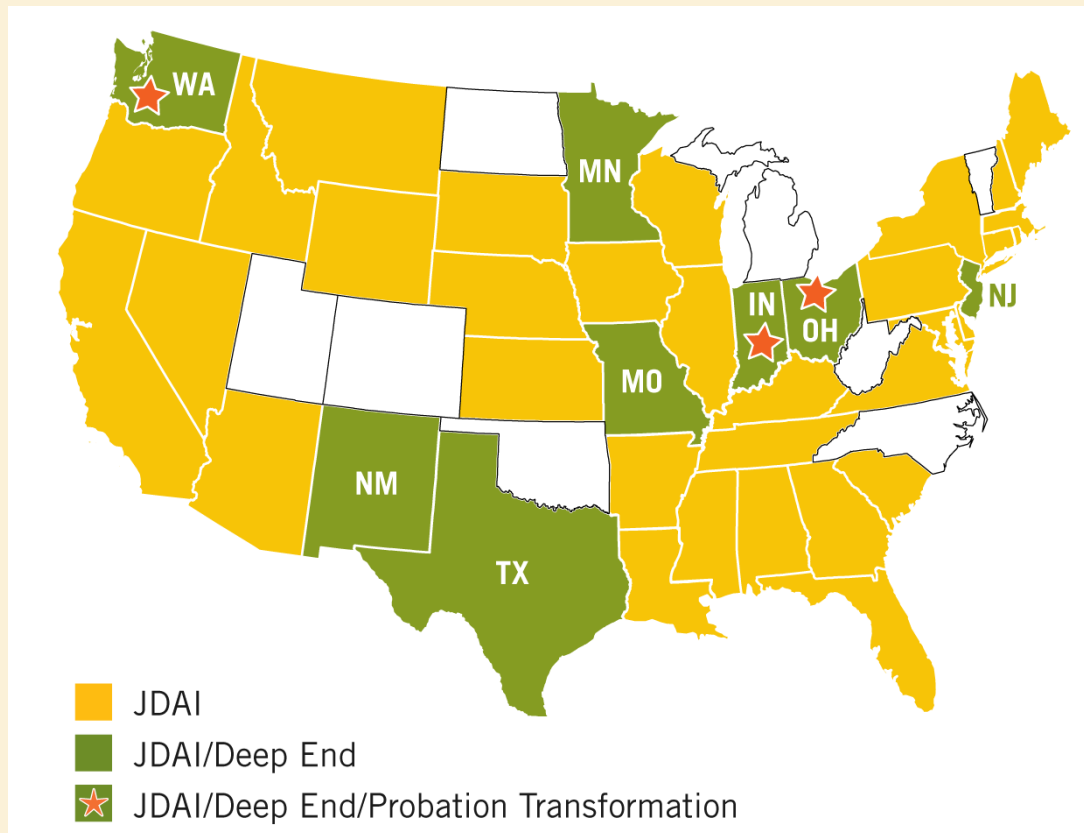 WA
MN
IN
OH
NJ
MO
NM
TX
JDAI
JDAI/Deep End
JDAI/Deep End/Probation Transformation